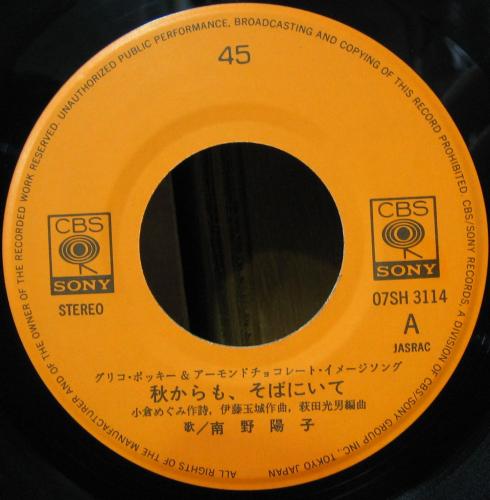 ALL RIGHTS OF THE MANUFACTURER AND OF THE OWNER OF THE RECORDED WORK RESERVED. UNAUTHORIZED PUBLIC PERFORMANCE, BROADCASTING AND COPYING OF THIS RECORD PROHIBITED. CBS/SONY RECORDS, A DIVISION OF CBS/SONY GROUP INC., TOKYO JAPAN
45
CBS
SONY
STEREO
CBS
SONY
07SH 3114
A
JASRAC
グリコ・ポッキー & アーモンドチョコレート・イメージソング
秋からも、そばにいて
小倉めぐみ作詩, 伊藤玉城作曲, 萩田光男編曲
歌/南野陽子